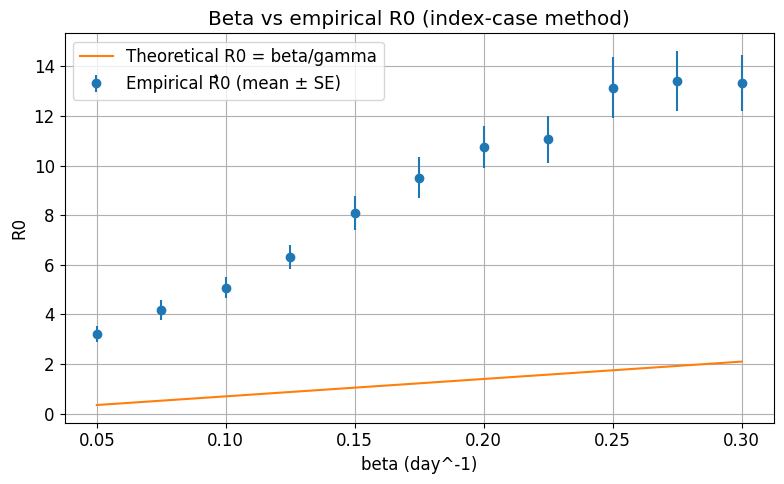 Beta vs empirical R0 (index-case method)
Theoretical R0 = beta/gamma
Empirical R̂0 (mean ± SE)
14
12
10
8
6
4
2
0
R0
0.05 0.10 0.15 0.20 0.25 0.30
beta (day^-1)